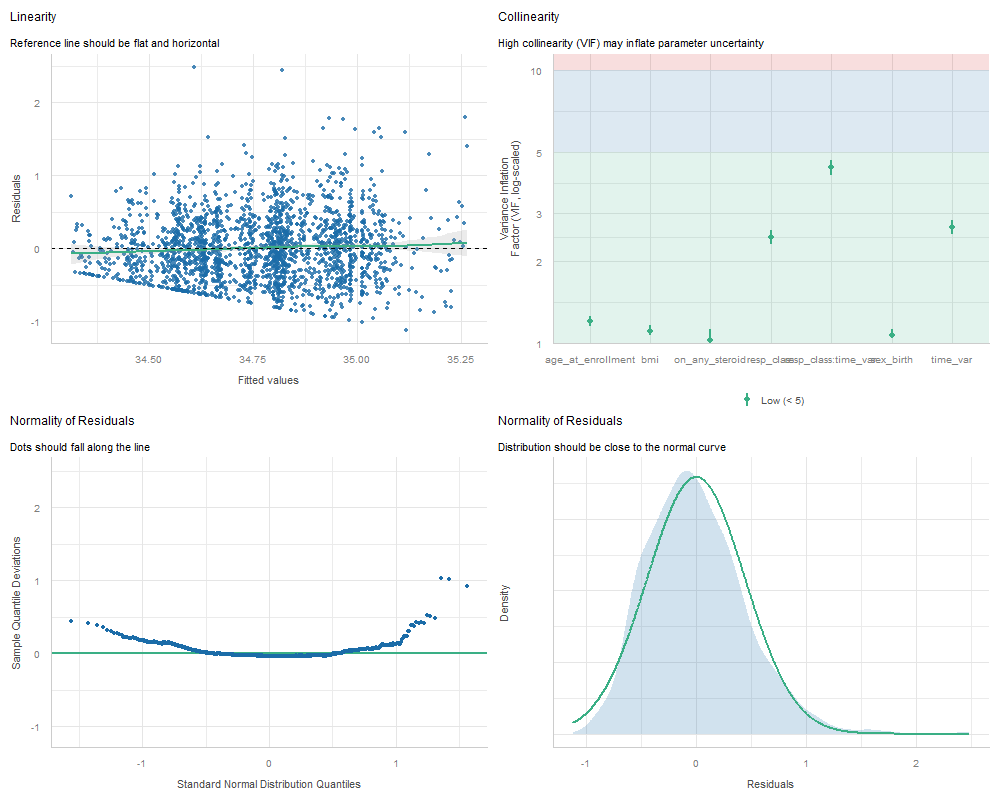 Linearity
Reference line should be flat and horizontal
Residuals
2
1
0
-1
34.50 34.75 35.00 35.25
Fitted values
Collinearity
High collinearity (VIF) may inflate parameter uncertainty
Variance Inflation
Factor (VIF, log-scaled)
10
5
3
2
1
age_at_enrollment bmi on_any_steroid resp_class resp_class:time_var sex_birth time_var
Low (< 5)
Normality of Residuals
Dots should fall along the line
Sample Quantile Deviations
2
1
0
-1
-1 0 1
Standard Normal Distribution Quantiles
Normality of Residuals
Distribution should be close to the normal curve
Density
-1 0 1 2
Residuals